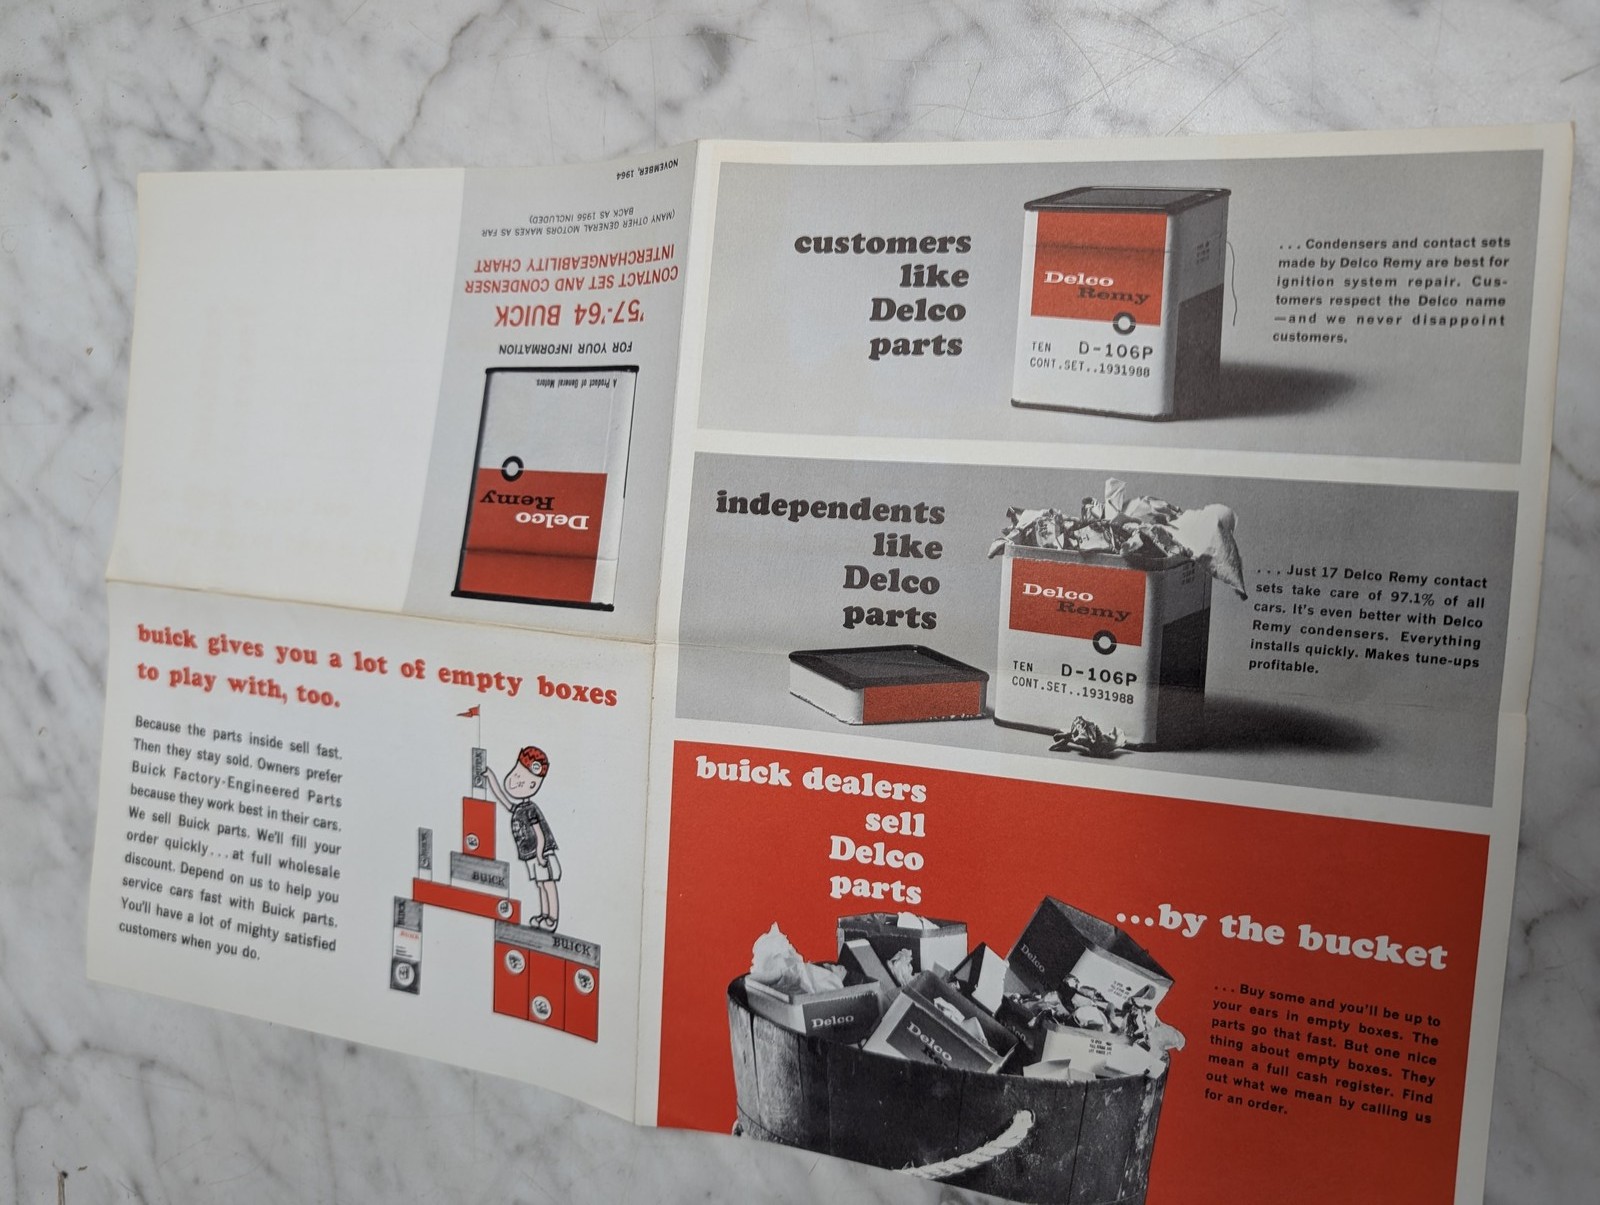 NOVEMBER, 1964
(MANY OTHER GENERAL MOTORS MAKES AS FAR
BACK AS 1956 INCLUDED)
'57-'64 BUICK
CONTACT SET AND CONDENSER
INTERCHANGEABILITY CHART
FOR YOUR INFORMATION
A Product of General Motors
Delco
Remy
buick gives you a lot of empty boxes
to play with, too.
Because the parts inside sell fast.
Then they stay sold. Owners prefer
Buick Factory-Engineered Parts
because they work best in their cars.
We sell Buick parts. We'll fill your
order quickly...at full wholesale
discount. Depend on us to help you
service cars fast with Buick parts.
You'll have a lot of mighty satisfied
customers when you do.
BUICK
BUICK
BUICK
customers
like
Delco
parts
Delco
Remy
TEN D-106P
CONT.SET..1931988
...Condensers and contact sets
made by Delco Remy are best for
ignition system repair. Cus-
tomers respect the Delco name
—and we never disappoint
customers.
independents
like
Delco
parts
Delco
Remy
TEN D-106P
CONT.SET..1931988
...Just 17 Delco Remy contact
sets take care of 97.1% of all
cars. It's even better with Delco
Remy condensers. Everything
installs quickly. Makes tune-ups
profitable.
buick dealers
sell
Delco
parts
...by the bucket
Delco
Delco
Delco
...Buy some and you'll be up to
your ears in empty boxes. The
parts go that fast. But one nice
thing about empty boxes. They
mean a full cash register. Find
out what we mean by calling us
for an order.